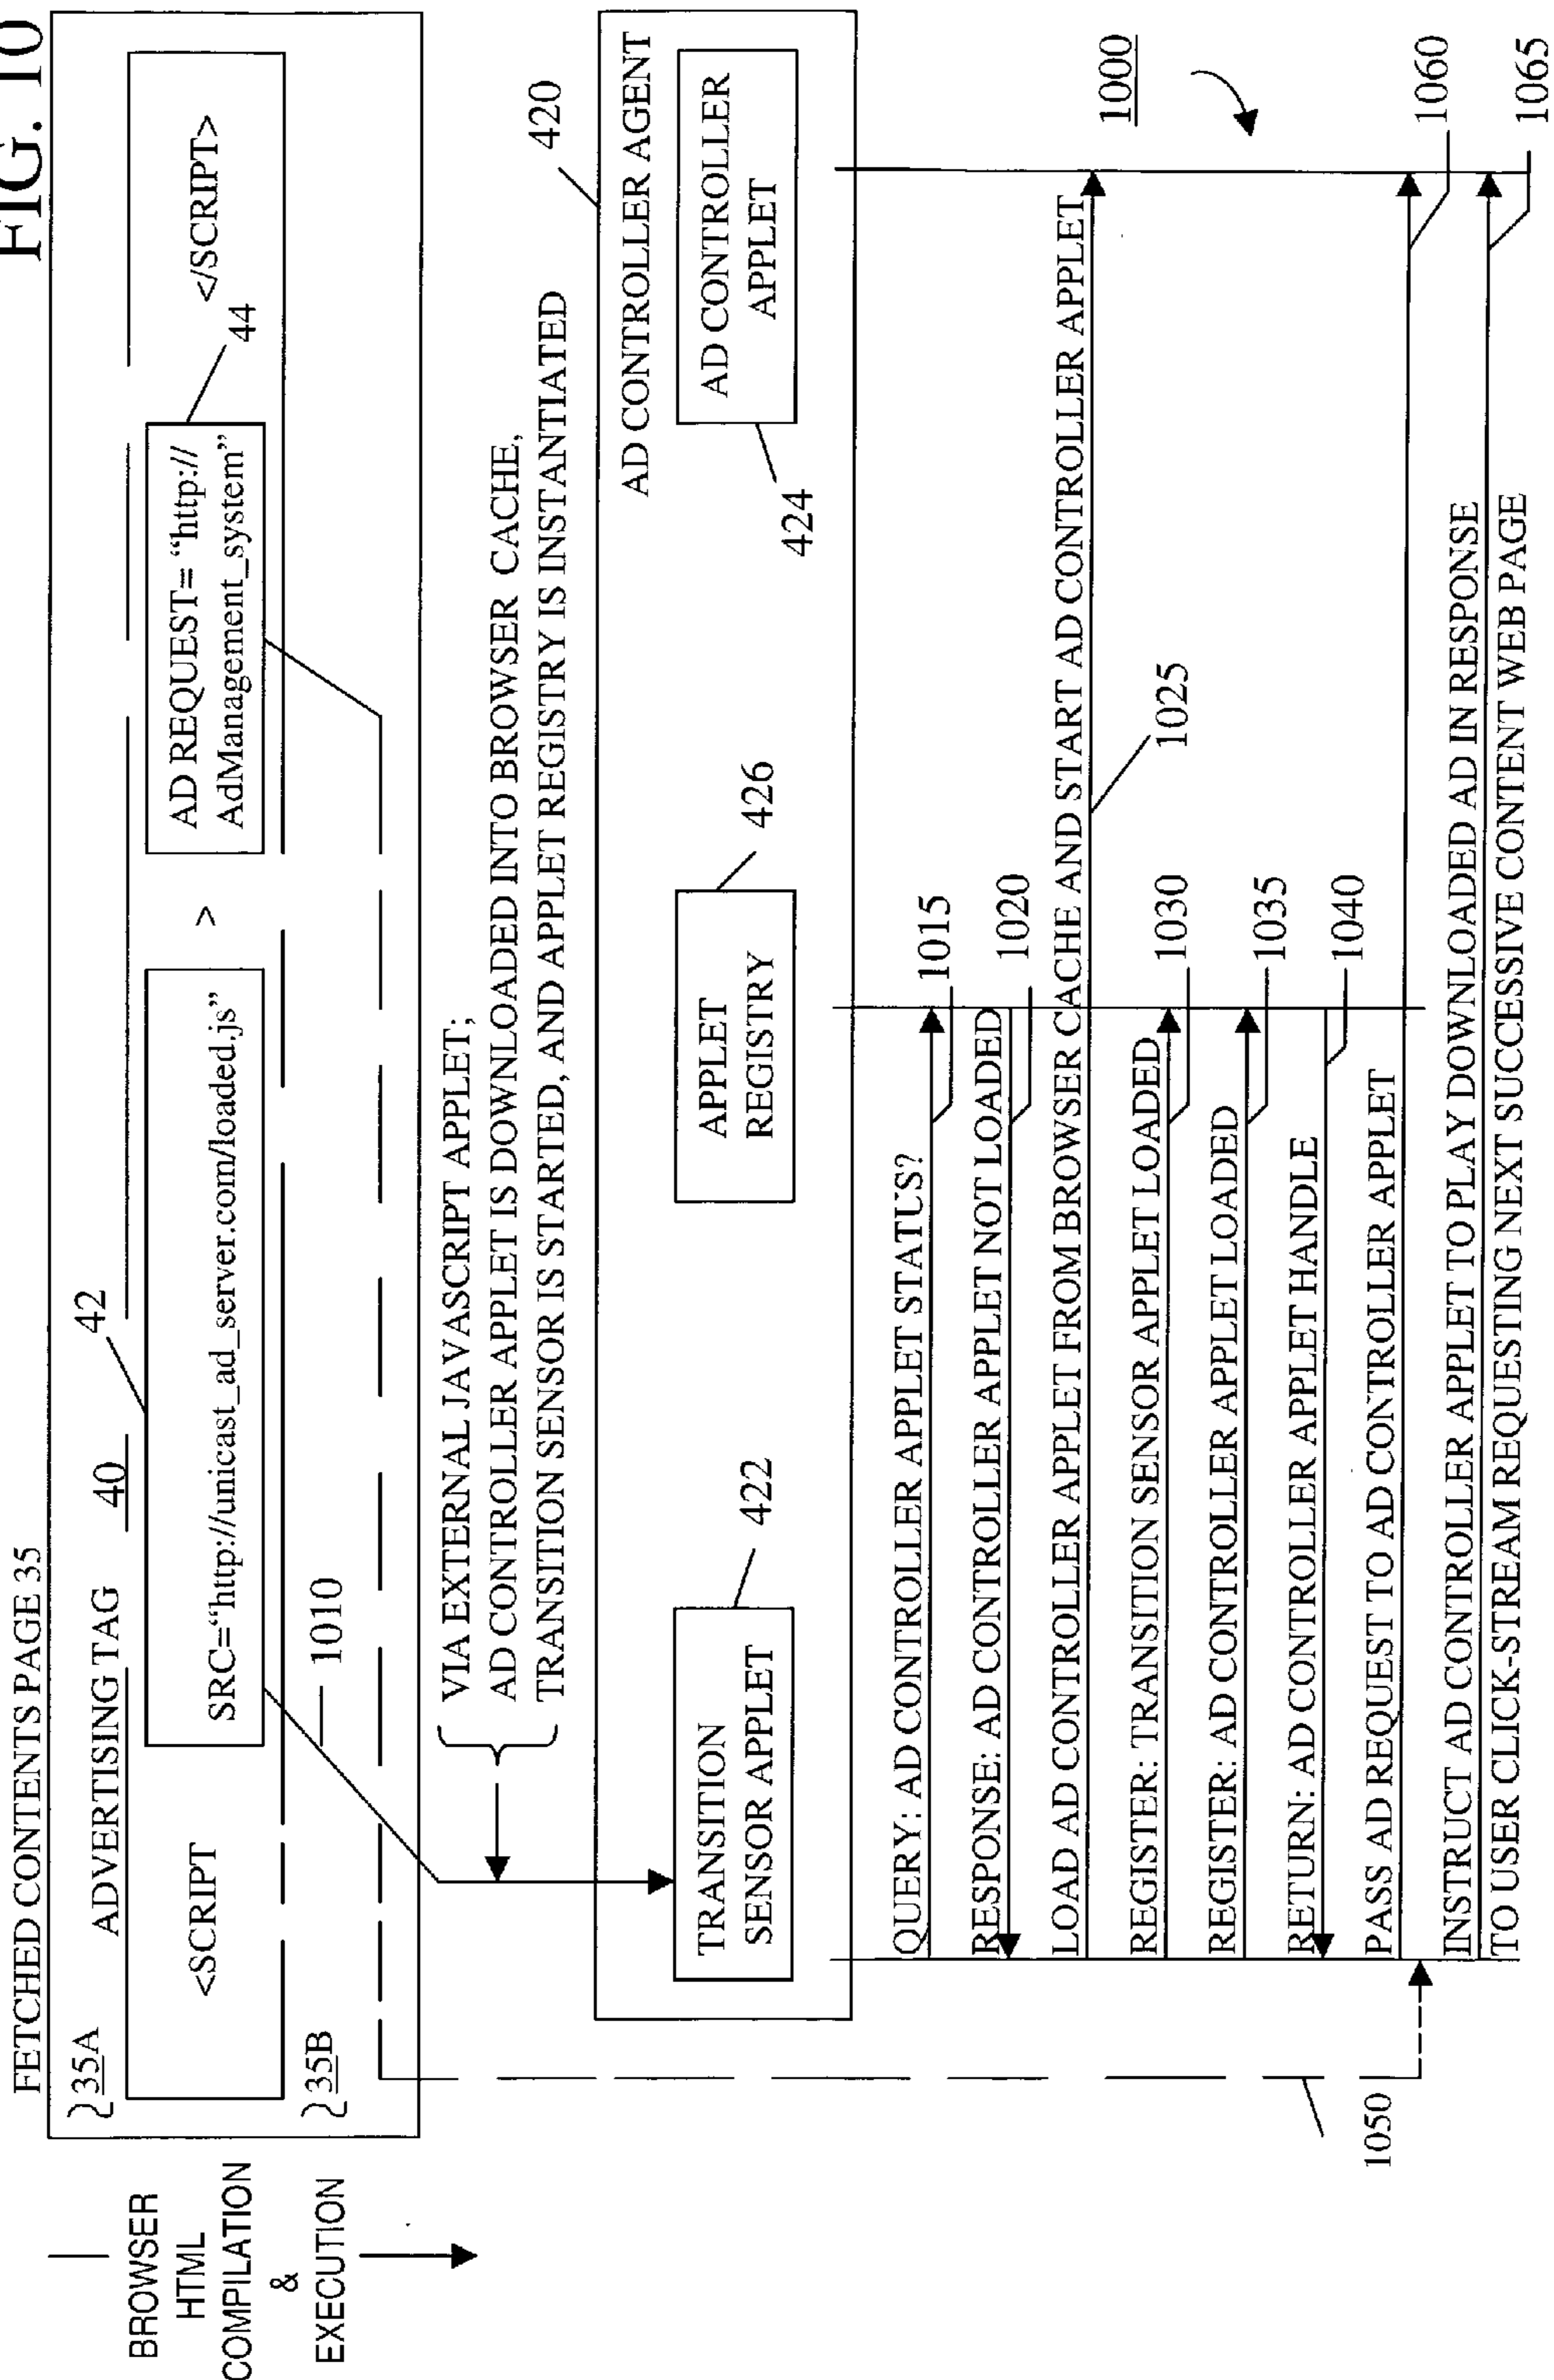 FIG. 10
FETCHED CONTENTS PAGE 35
35A
ADVERTISING TAG 40
42
<SCRIPT
SRC="http://unicast_ad_server.com/loaded.js"
>
AD REQUEST= "http://
AdManagement_system"
</SCRIPT>
44
35B
1010
BROWSER
HTML
COMPILATION
&
EXECUTION
VIA EXTERNAL JAVASCRIPT APPLET;
AD CONTROLLER APPLET IS DOWNLOADED INTO BROWSER CACHE,
TRANSITION SENSOR IS STARTED, AND APPLET REGISTRY IS INSTANTIATED
420
AD CONTROLLER AGENT
TRANSITION
SENSOR APPLET
422
APPLET
REGISTRY
426
AD CONTROLLER
APPLET
424
1000
QUERY: AD CONTROLLER APPLET STATUS?
1015
RESPONSE: AD CONTROLLER APPLET NOT LOADED
1020
LOAD AD CONTROLLER APPLET FROM BROWSER CACHE AND START AD CONTROLLER APPLET
1025
REGISTER: TRANSITION SENSOR APPLET LOADED
1030
REGISTER: AD CONTROLLER APPLET LOADED
1035
RETURN: AD CONTROLLER APPLET HANDLE
1040
PASS AD REQUEST TO AD CONTROLLER APPLET
1060
1050
INSTRUCT AD CONTROLLER APPLET TO PLAY DOWNLOADED AD IN RESPONSE
TO USER CLICK-STREAM REQUESTING NEXT SUCCESSIVE CONTENT WEB PAGE
1065